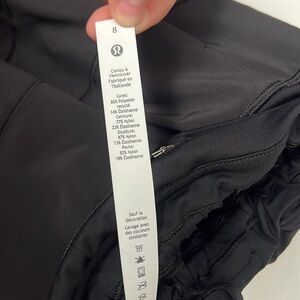 8
Conçu à
Vancouver
Fabriqué en
Thaïlande
Corps:
86% Polyester
recyclé
14% Élasthanne
Ceinture:
77% Nylon
23% Élasthanne
Doublure:
87% Nylon
13% Élasthanne
Poche:
82% Nylon
18% Élasthanne
Sauf la
décoration
Lavage avec
des couleurs
similaires